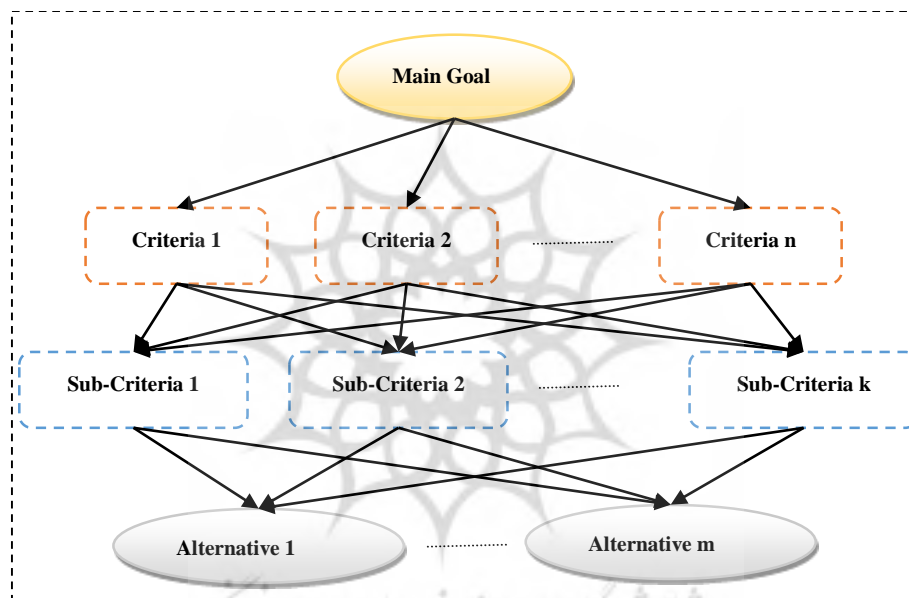 Main Goal
Criteria 1
Criteria 2
Criteria n
Sub-Criteria 1
Sub-Criteria 2
Sub-Criteria k
Alternative 1
Alternative m